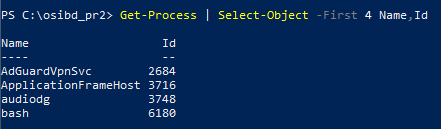 PS C:\osibd_pr2> Get-Process | Select-Object -First 4 Name,Id
Name Id
---- --
AdGuardVpnSvc 2684
ApplicationFrameHost 3716
audiodg 3748
bash 6180